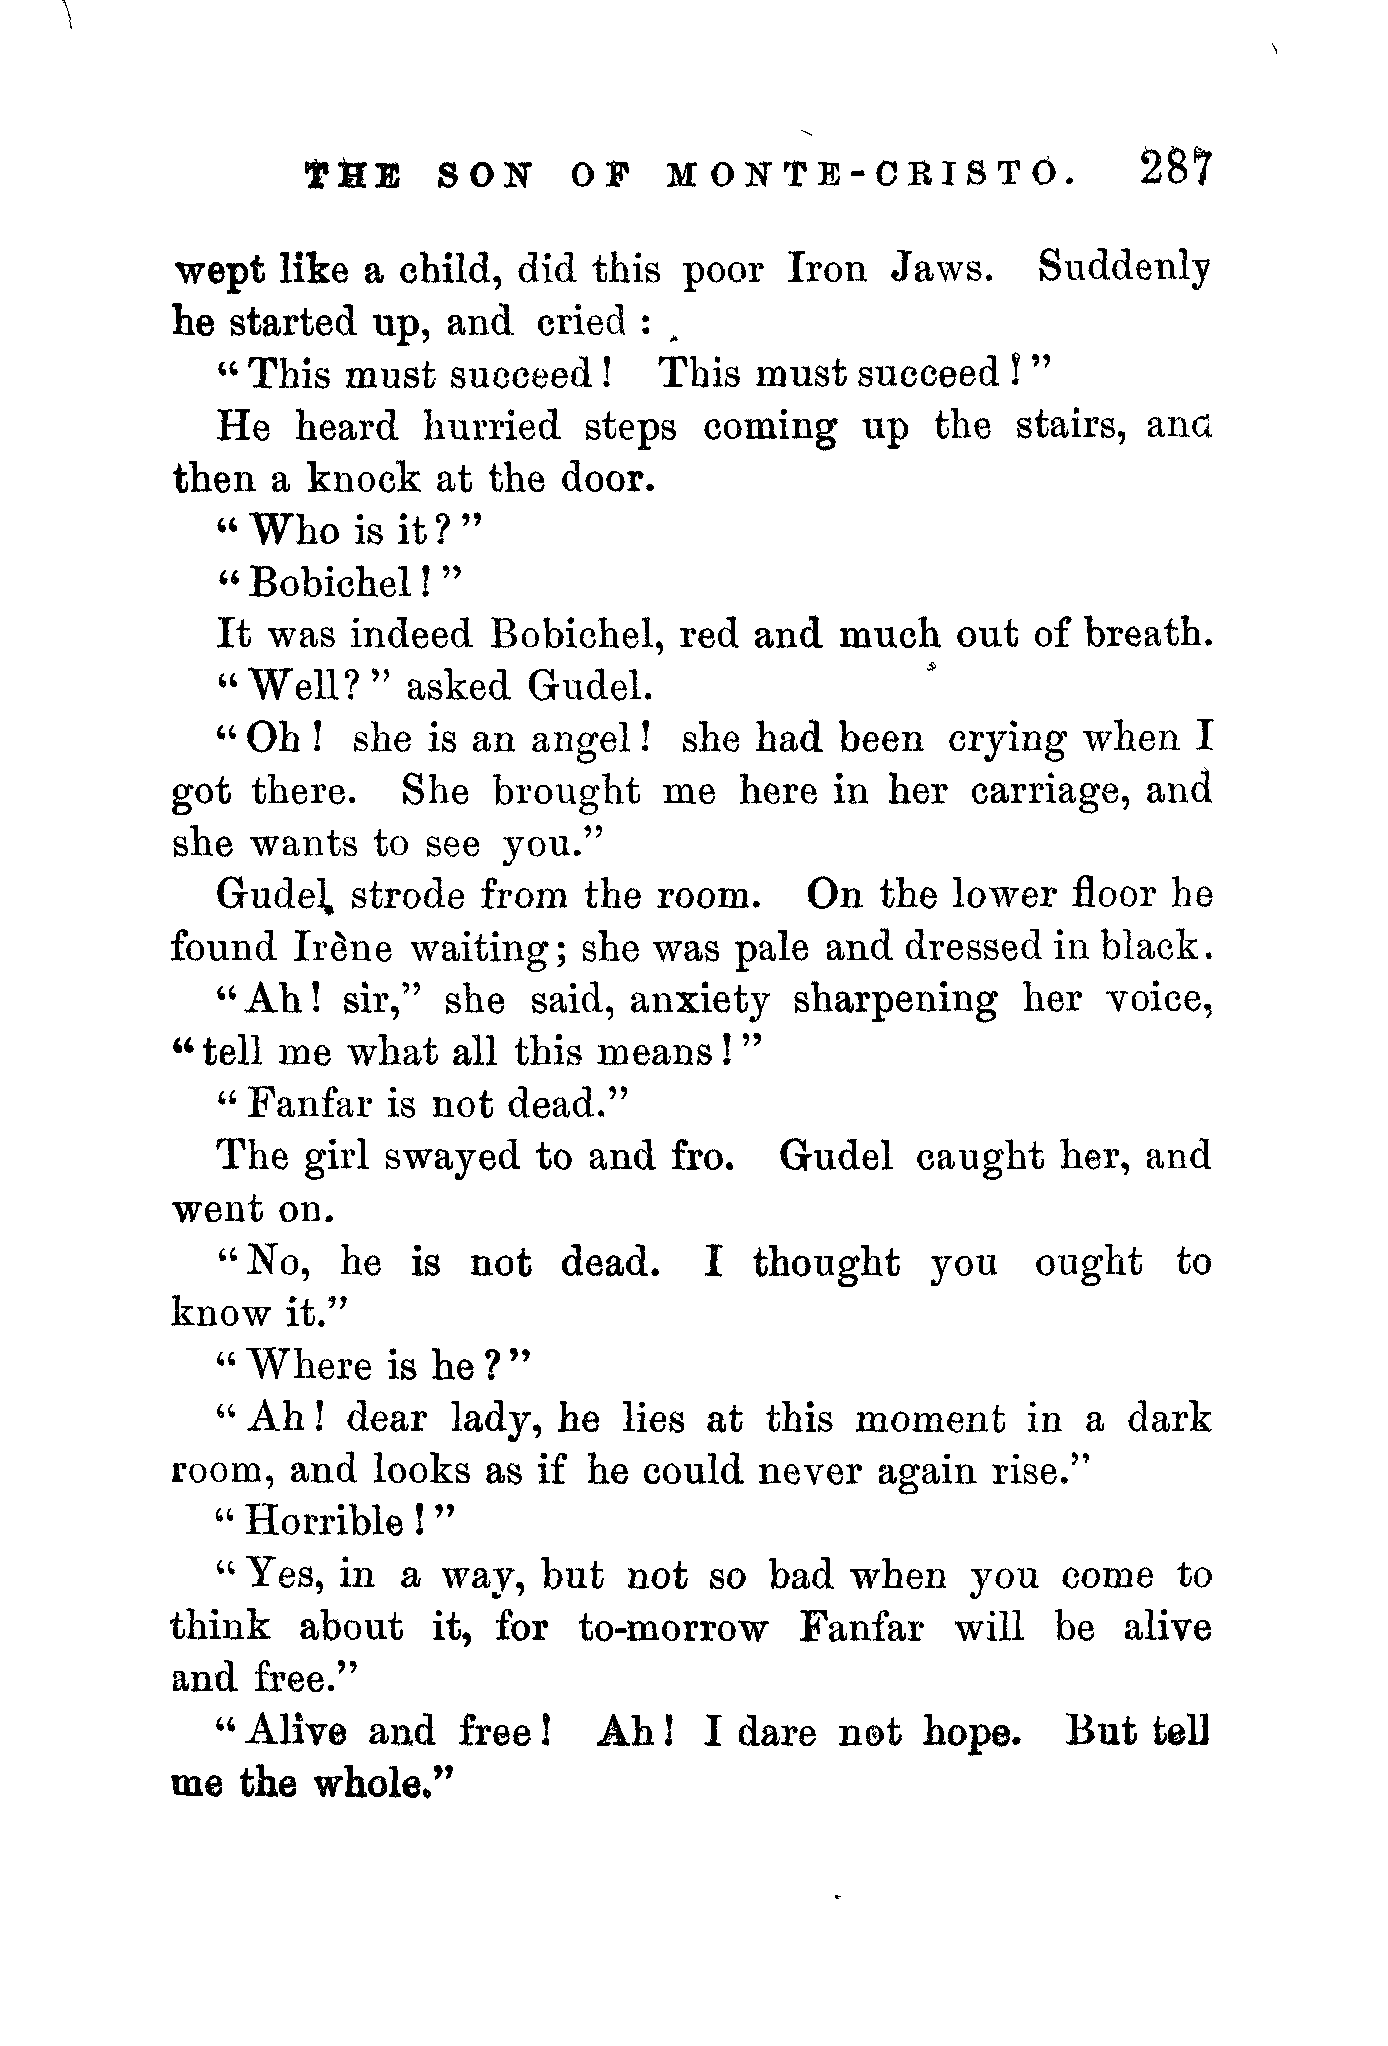 THE SON OF MONTE-CRISTO. 287
wept like a child, did this poor Iron Jaws. Suddenly
he started up, and cried :
"This must succeed! This must succeed!"
He heard hurried steps coming up the stairs, and
then a knock at the door.
"Who is it?"
"Bobichel!"
It was indeed Bobichel, red and much out of breath.
"Well?" asked Gudel.
"Oh! she is an angel! she had been crying when I
got there. She brought me here in her carriage, and
she wants to see you."
Gudel strode from the room. On the lower floor he
found Irène waiting; she was pale and dressed in black.
"Ah! sir," she said, anxiety sharpening her voice,
"tell me what all this means!"
"Fanfar is not dead."
The girl swayed to and fro. Gudel caught her, and
went on.
"No, he is not dead. I thought you ought to
know it."
"Where is he?"
"Ah! dear lady, he lies at this moment in a dark
room, and looks as if he could never again rise."
"Horrible!"
"Yes, in a way, but not so bad when you come to
think about it, for to-morrow Fanfar will be alive
and free."
"Alive and free! Ah! I dare not hope. But tell
me the whole."